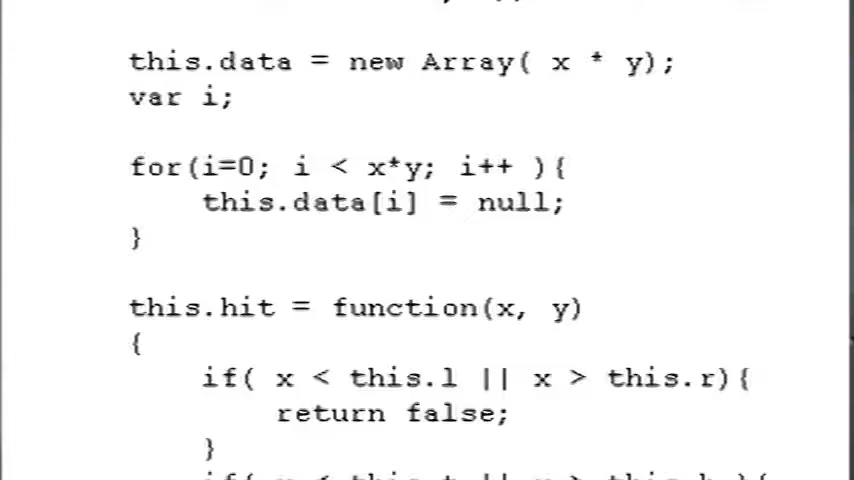 this.data = new Array( x * y);
var i;
for(i=0; i < x*y; i++ ){
this.data[i] = null;
}
this.hit = function(x, y)
{
if( x < this.l || x > this.r){
return false;
}